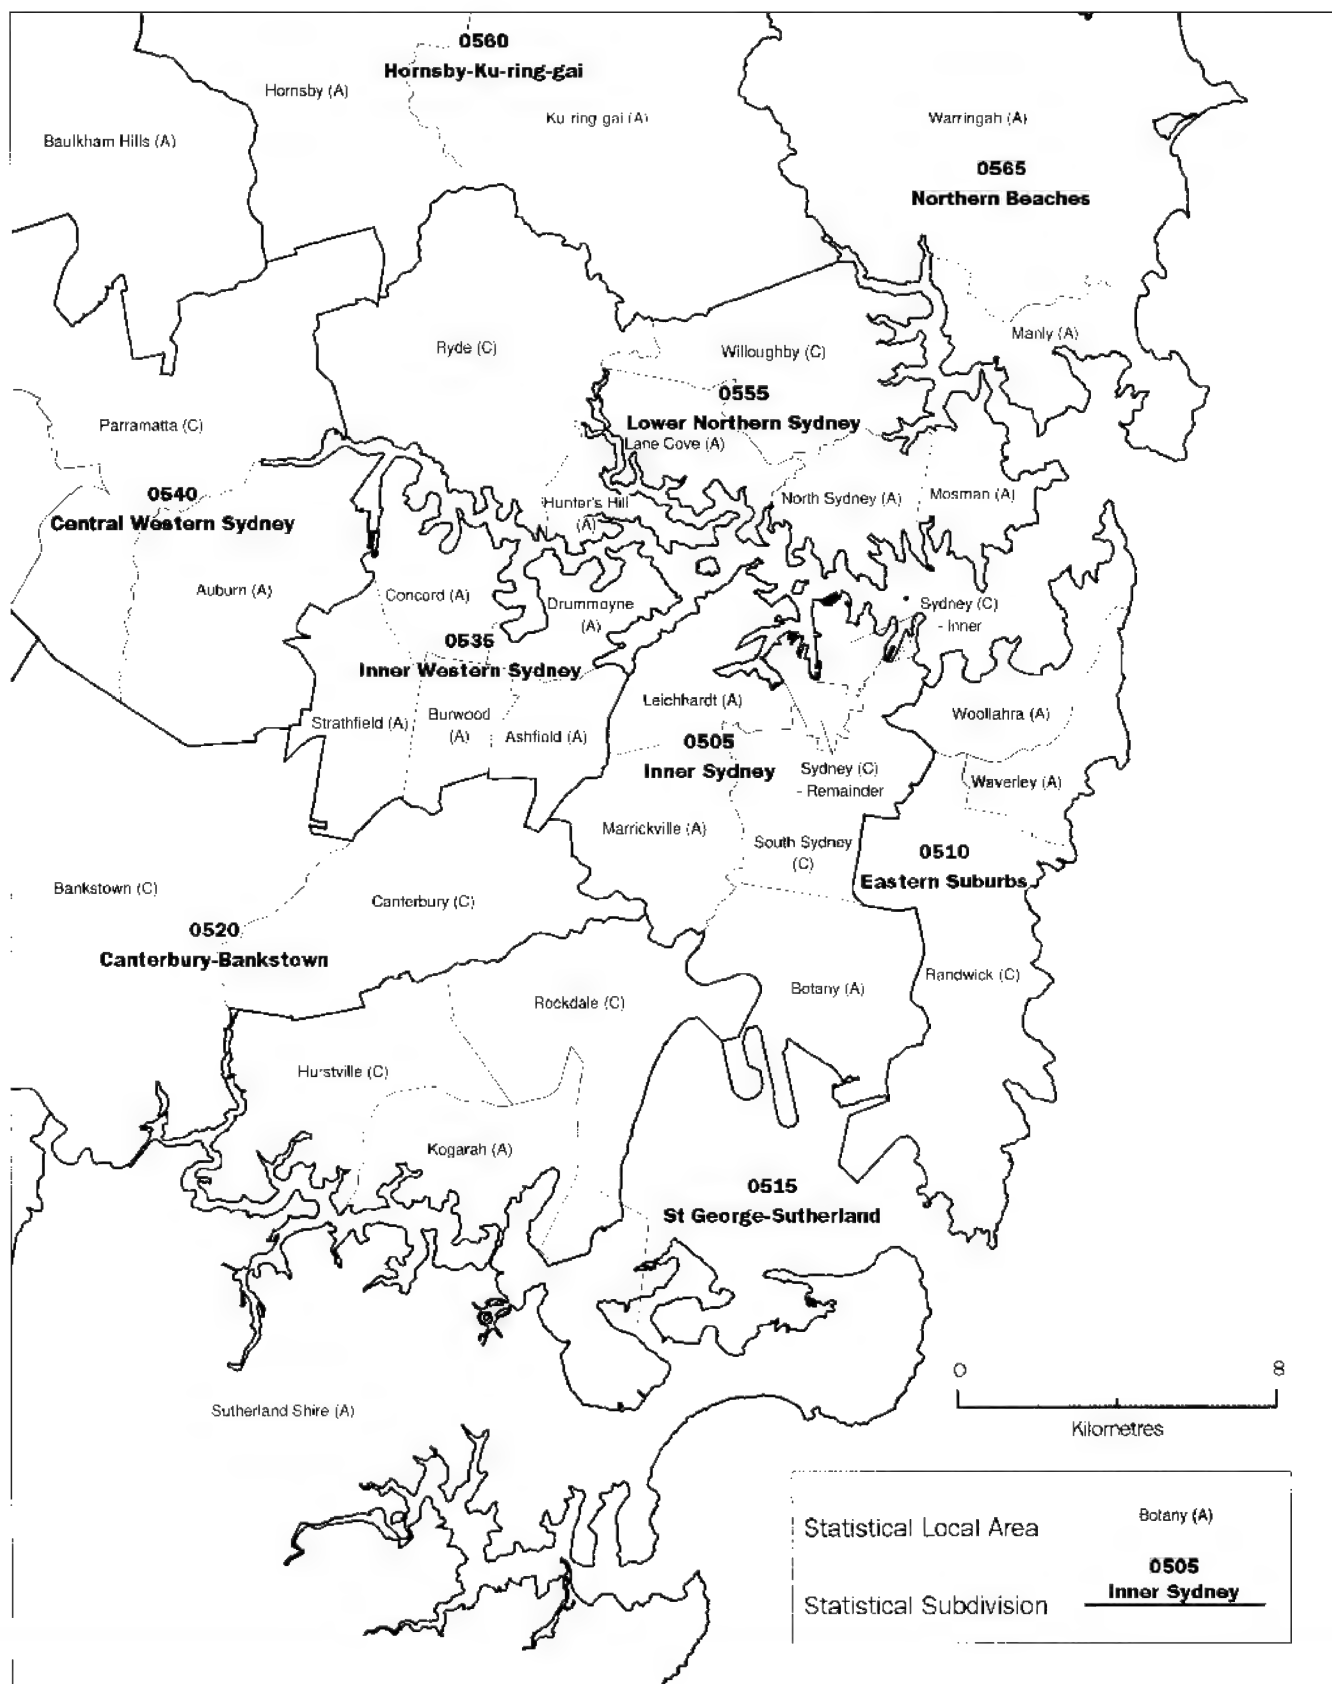 0560
Hornsby-Ku-ring-gai
Hornsby (A)
Ku ring gai (A)
Baulkham Hills (A)
Warringah (A)
0565
Northern Beaches
Manly (A)
Ryde (C)
Willoughby (C)
0555
Lower Northern Sydney
Lane Cove (A)
Parramatta (C)
0540
Central Western Sydney
Hunter's Hill
(A)
North Sydney (A)
Mosman (A)
Auburn (A)
Concord (A)
Drummoyne
(A)
Sydney (C)
- Inner
0535
Inner Western Sydney
Leichhardt (A)
Strathfield (A)
Burwood
(A)
Ashfield (A)
Woollahra (A)
0505
Inner Sydney
Sydney (C)
- Remainder
Waverley (A)
Marrickville (A)
South Sydney
(C)
0510
Eastern Suburbs
Bankstown (C)
Canterbury (C)
0520
Canterbury-Bankstown
Randwick (C)
Botany (A)
Rockdale (C)
Hurstville (C)
Kogarah (A)
0515
St George-Sutherland
Sutherland Shire (A)
0 8
Kilometres
Statistical Local Area
Botany (A)
0505
Inner Sydney
Statistical Subdivision